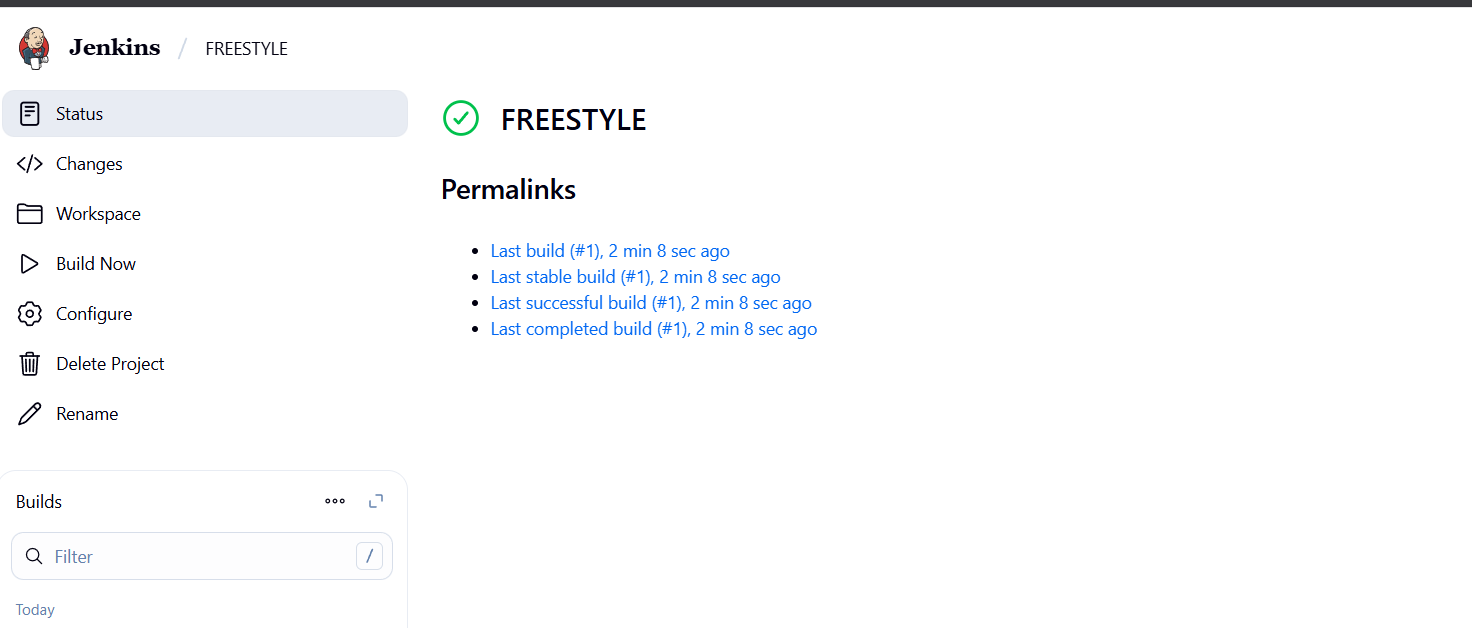 Jenkins / FREESTYLE
Status
Changes
Workspace
Build Now
Configure
Delete Project
Rename
Builds
Filter /
Today
FREESTYLE
Permalinks
Last build (#1), 2 min 8 sec ago
Last stable build (#1), 2 min 8 sec ago
Last successful build (#1), 2 min 8 sec ago
Last completed build (#1), 2 min 8 sec ago